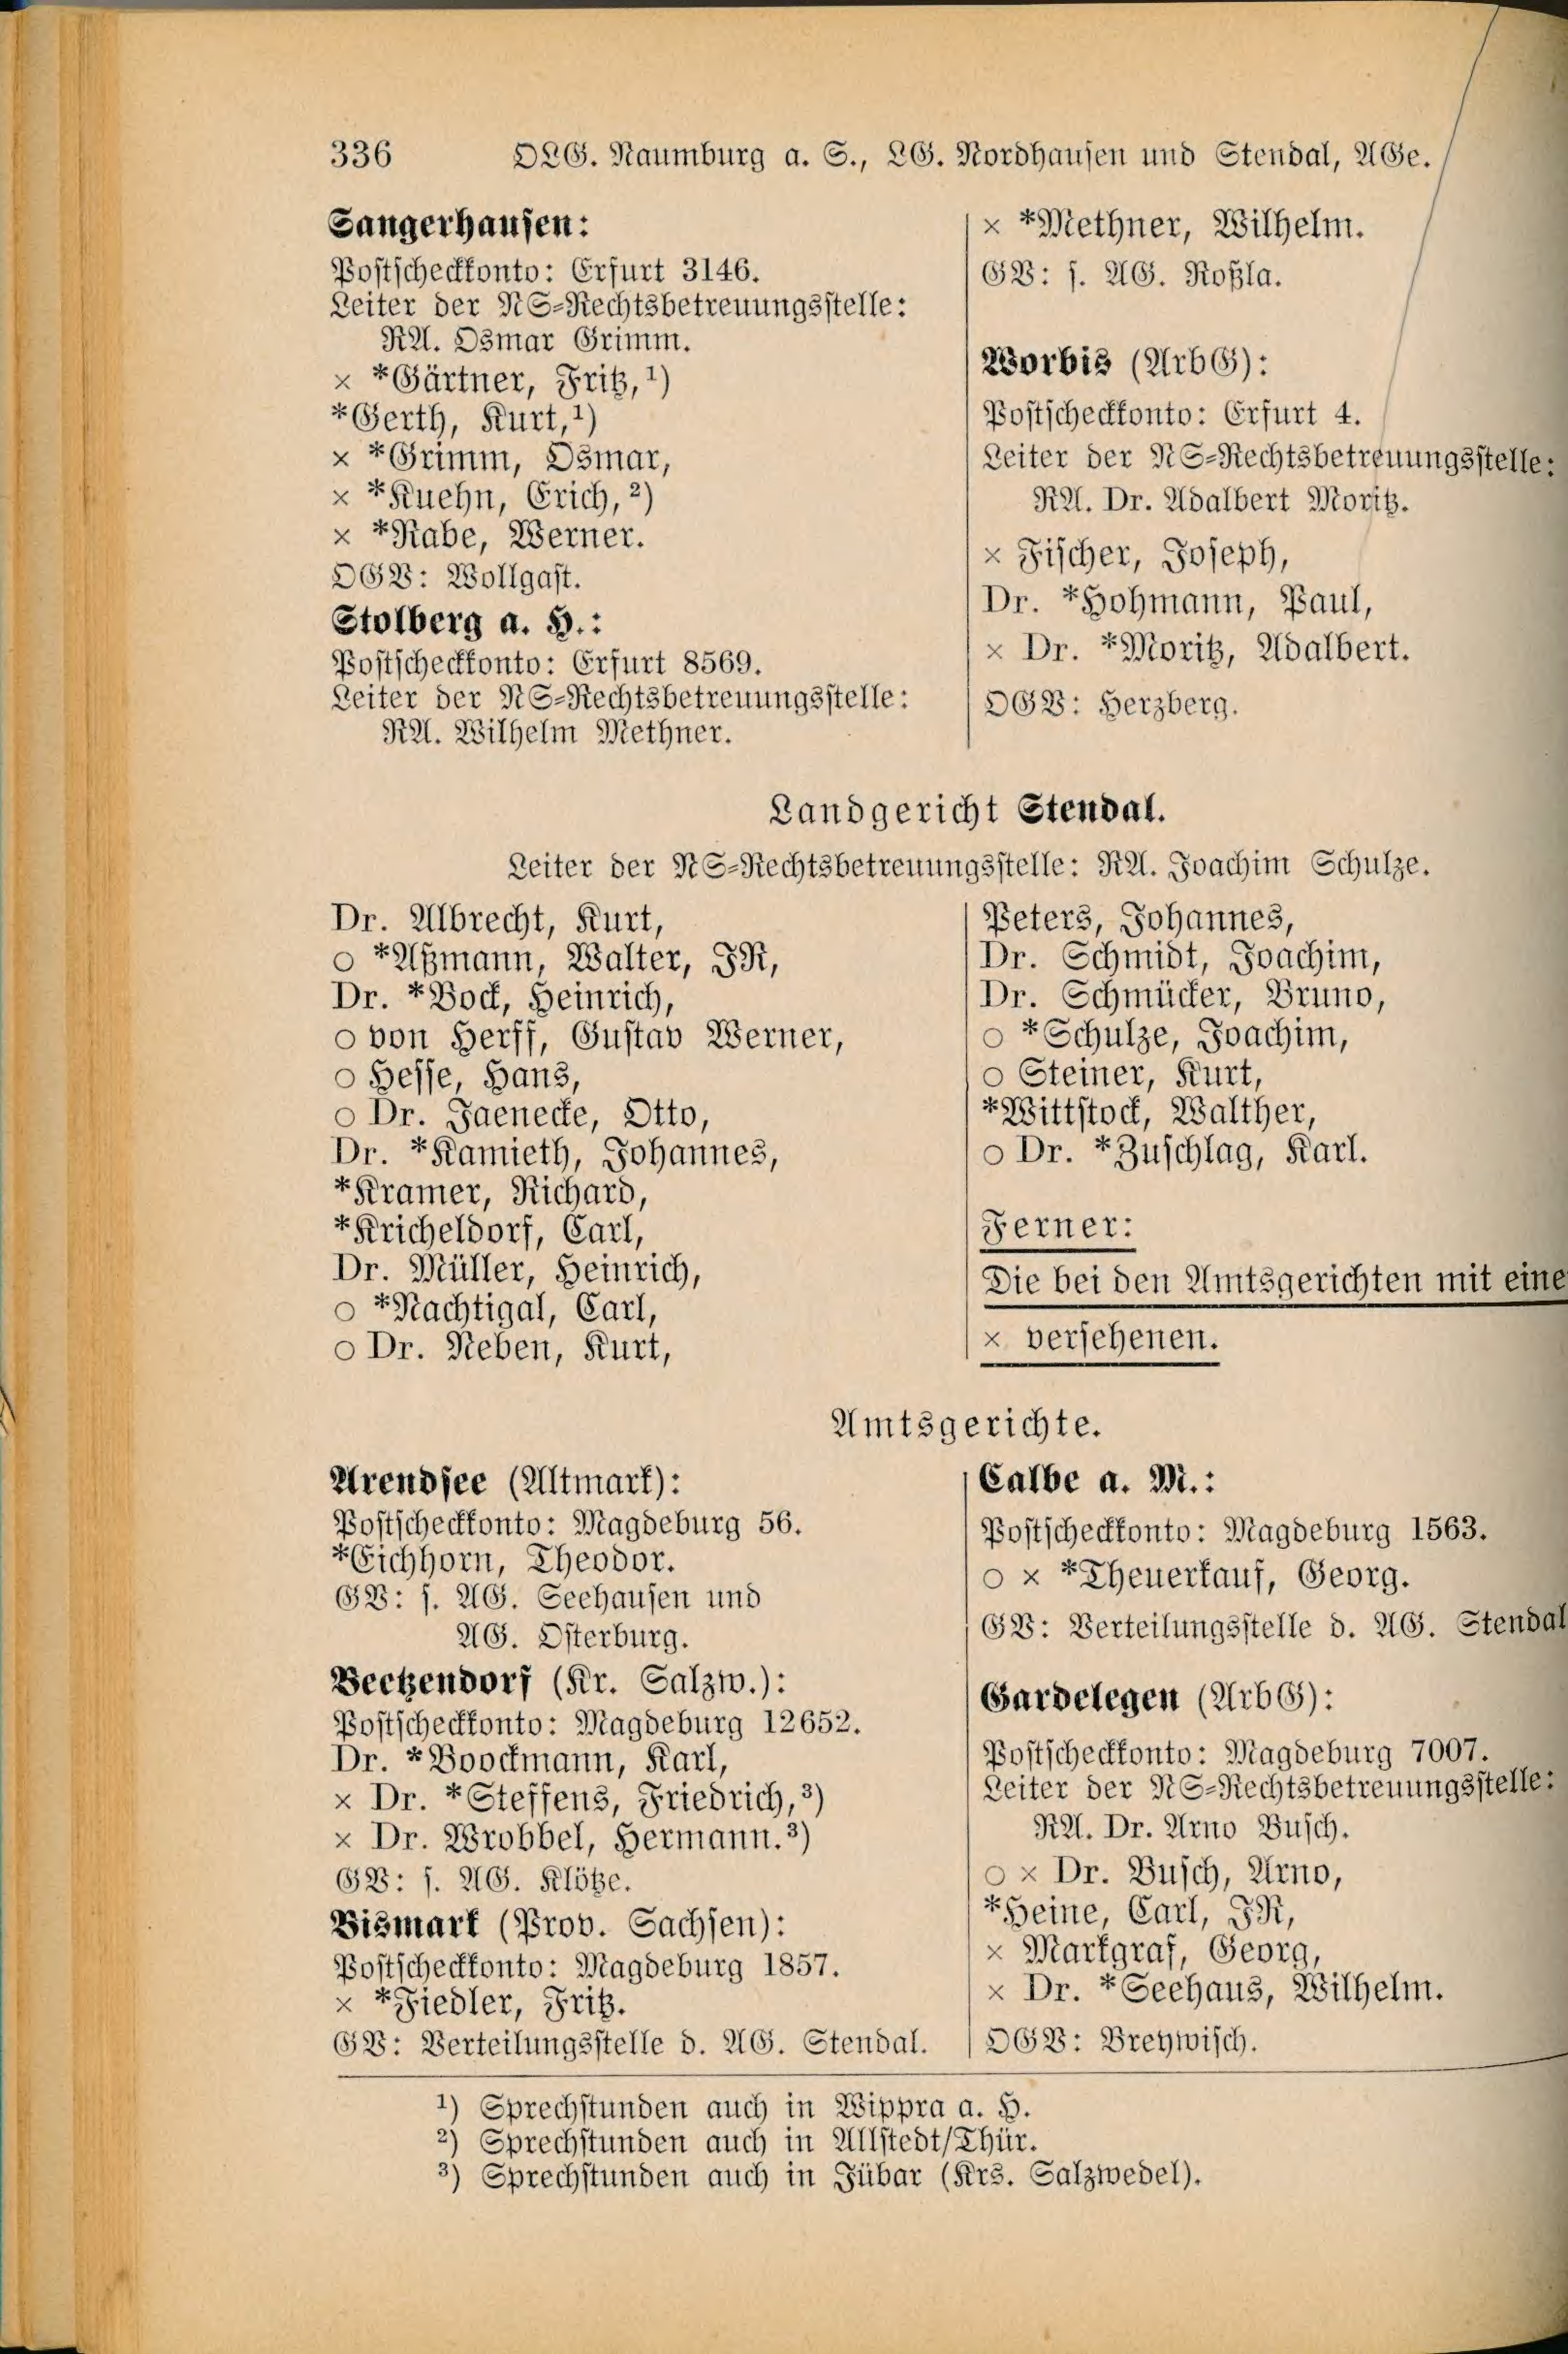 336 OLG. Naumburg a. S., LG. Nordhausen und Stendal, AGe.
Sangerhausen:
Postscheckkonto: Erfurt 3146.
Leiter der NS-Rechtsbetreuungsstelle:
RA. Osmar Grimm.
× *Gärtner, Fritz,¹)
*Gerth, Kurt,¹)
× *Grimm, Osmar,
× *Kuehn, Erich,²)
× *Rabe, Werner.
OGV: Wollgast.
Stolberg a. H.:
Postscheckkonto: Erfurt 8569.
Leiter der NS-Rechtsbetreuungsstelle:
RA. Wilhelm Methner.
× *Methner, Wilhelm.
GV: s. AG. Roßla.
Worbis (ArbG):
Postscheckkonto: Erfurt 4.
Leiter der NS-Rechtsbetreuungsstelle:
RA. Dr. Adalbert Moritz.
× Fischer, Joseph,
Dr. *Hohmann, Paul,
× Dr. *Moritz, Adalbert.
OGV: Herzberg.
Landgericht Stendal.
Leiter der NS-Rechtsbetreuungsstelle: RA. Joachim Schulze.
Dr. Albrecht, Kurt,
○ *Aßmann, Walter, JR,
Dr. *Bock, Heinrich,
○ von Herff, Gustav Werner,
○ Hesse, Hans,
○ Dr. Jaenecke, Otto,
Dr. *Kamieth, Johannes,
*Kramer, Richard,
*Kricheldorf, Carl,
Dr. Müller, Heinrich,
○ *Nachtigal, Carl,
○ Dr. Neben, Kurt,
Peters, Johannes,
Dr. Schmidt, Joachim,
Dr. Schmücker, Bruno,
○ *Schulze, Joachim,
○ Steiner, Kurt,
*Wittstock, Walther,
○ Dr. *Zuschlag, Karl.
Ferner:
Die bei den Amtsgerichten mit eine
× versehenen.
Amtsgerichte.
Arendsee (Altmark):
Postscheckkonto: Magdeburg 56.
*Eichhorn, Theodor.
GV: s. AG. Seehausen und
AG. Osterburg.
Beetzendorf (Kr. Salzw.):
Postscheckkonto: Magdeburg 12652.
Dr. *Boockmann, Karl,
× Dr. *Steffens, Friedrich,³)
× Dr. Wrobbel, Hermann.³)
GV: s. AG. Klötze.
Bismark (Prov. Sachsen):
Postscheckkonto: Magdeburg 1857.
× *Fiedler, Fritz.
GV: Verteilungsstelle d. AG. Stendal.
Calbe a. M.:
Postscheckkonto: Magdeburg 1563.
○ × *Theuerkauf, Georg.
GV: Verteilungsstelle d. AG. Stendal
Gardelegen (ArbG):
Postscheckkonto: Magdeburg 7007.
Leiter der NS-Rechtsbetreuungsstelle:
RA. Dr. Arno Busch.
○ × Dr. Busch, Arno,
*Heine, Carl, JR,
× Markgraf, Georg,
× Dr. *Seehaus, Wilhelm.
OGV: Breywisch.
¹) Sprechstunden auch in Wippra a. H.
²) Sprechstunden auch in Allstedt/Thür.
³) Sprechstunden auch in Jübar (Krs. Salzwedel).